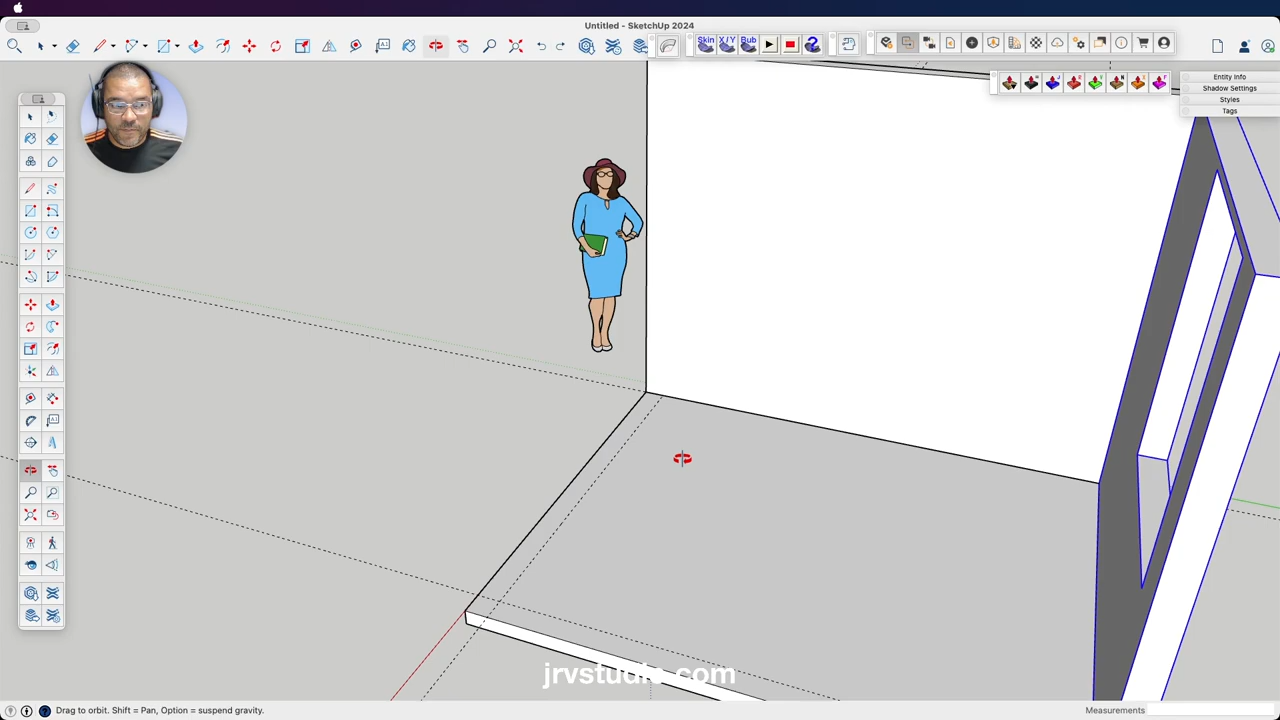 Untitled - SketchUp 2024
Skin
X/Y
Bub
Entity Info
Shadow Settings
Styles
Tags
jrvstudio.com
Drag to orbit. Shift = Pan, Option = suspend gravity.
Measurements